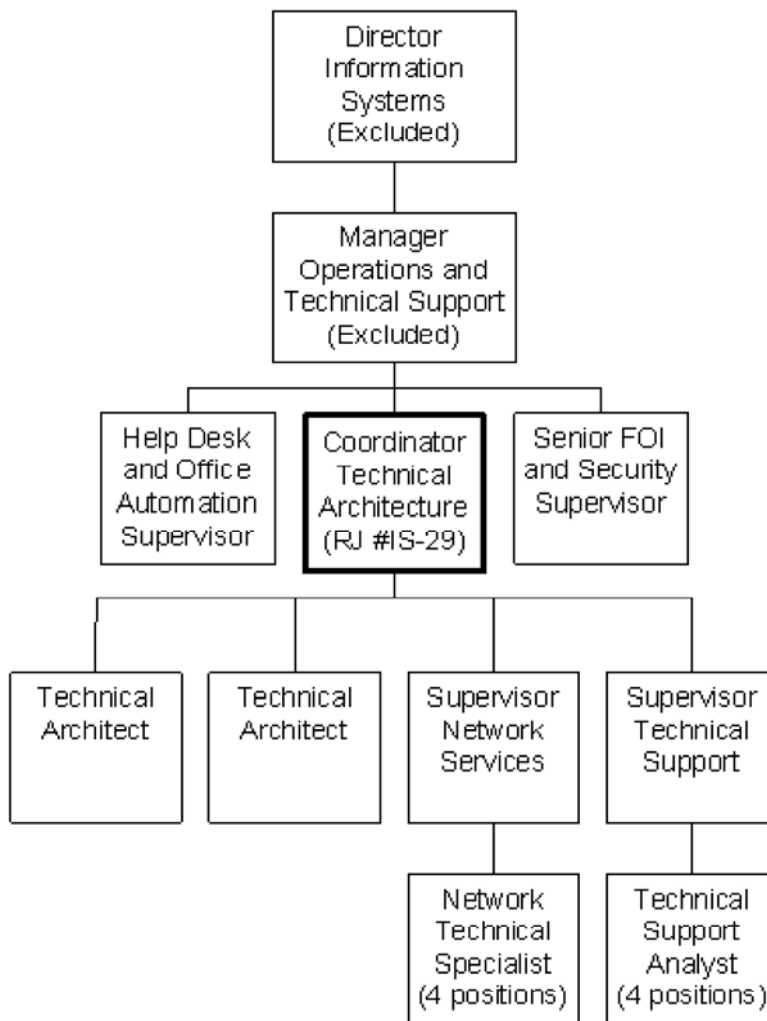 Director
Information
Systems
(Excluded)
Manager
Operations and
Technical Support
(Excluded)
Help Desk
and Office
Automation
Supervisor
Coordinator
Technical
Architecture
(RJ #IS-29)
Senior FOI
and Security
Supervisor
Technical
Architect
Technical
Architect
Supervisor
Network
Services
Supervisor
Technical
Support
Network
Technical
Specialist
(4 positions)
Technical
Support
Analyst
(4 positions)